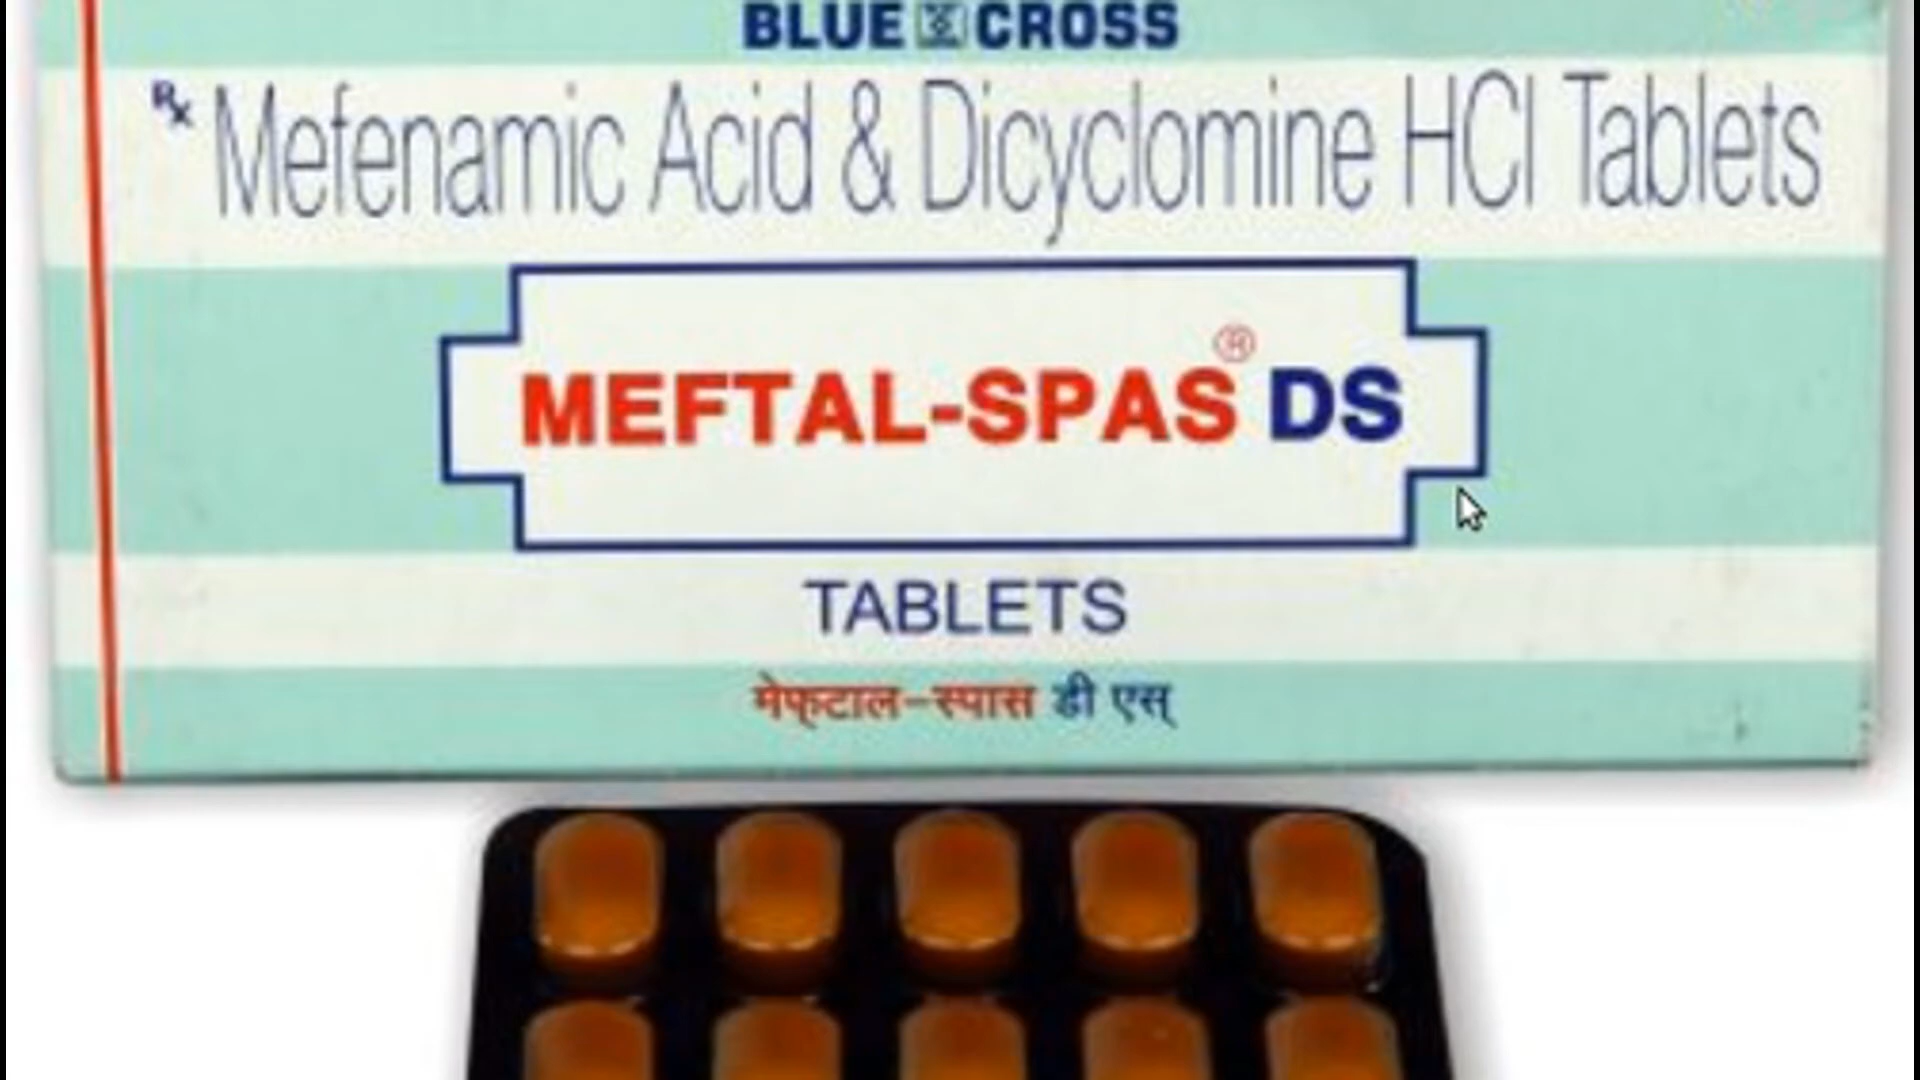 BLUE CROSS
Rx Mefenamic Acid & Dicyclomine HCl Tablets
MEFTAL-SPAS® DS
TABLETS
मेफ्टाल-स्पास डी एस्